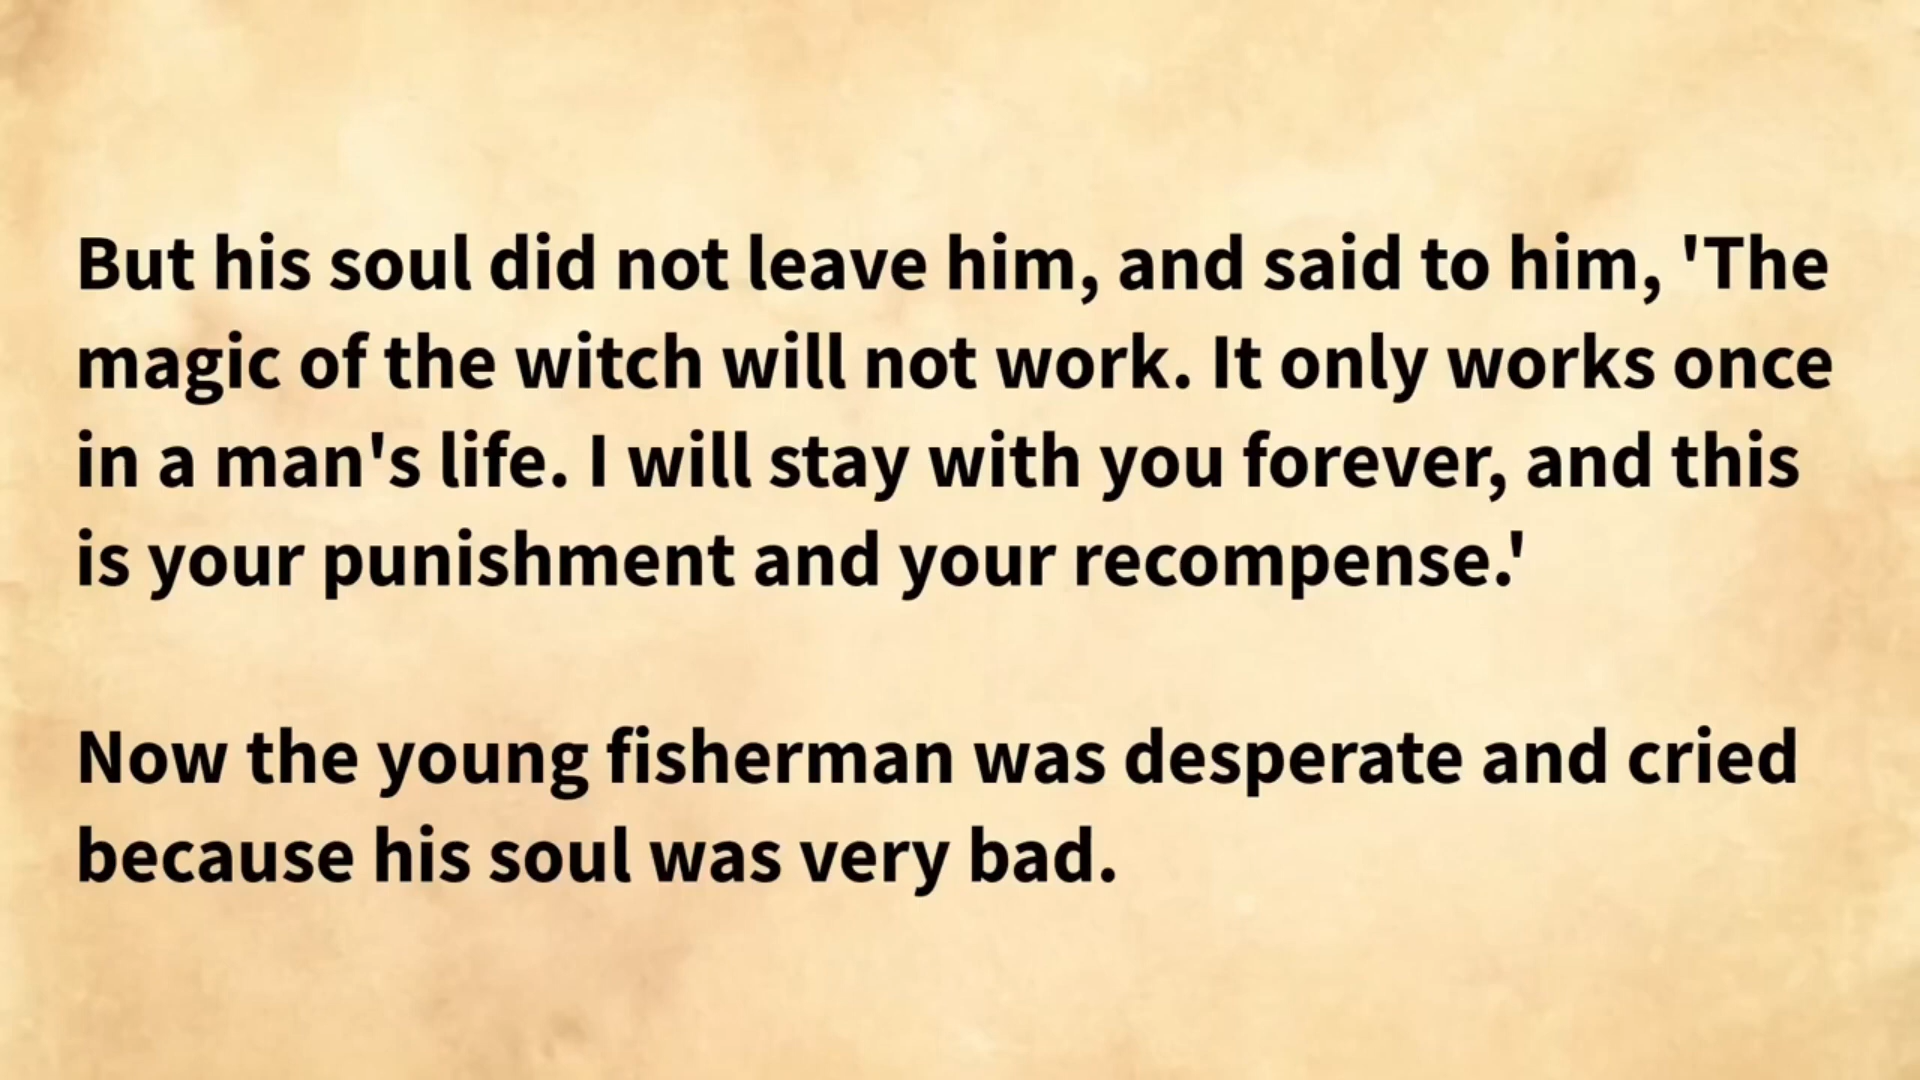 But his soul did not leave him, and said to him, 'The
magic of the witch will not work. It only works once
in a man's life. I will stay with you forever, and this
is your punishment and your recompense.'
Now the young fisherman was desperate and cried
because his soul was very bad.